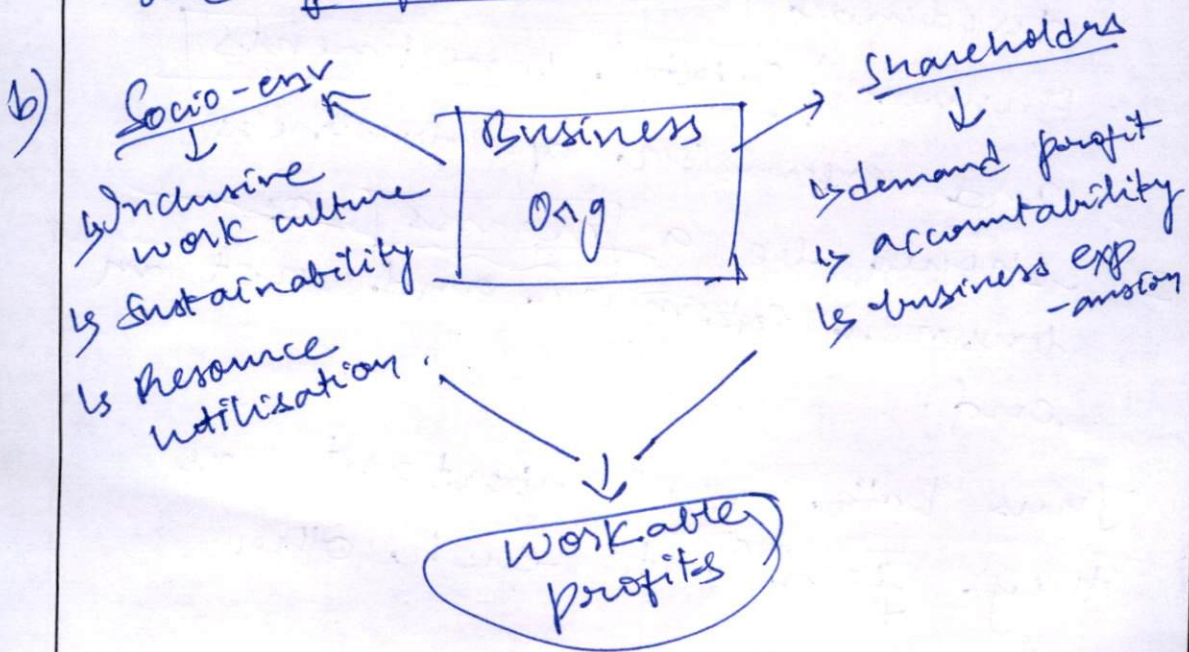 b)
Socio-env
Inclusive
work culture
Sustainability
Resource
utilisation.
Business
Org
Shareholders
demand profit
accountability
business exp
-ansion
Workable
profits